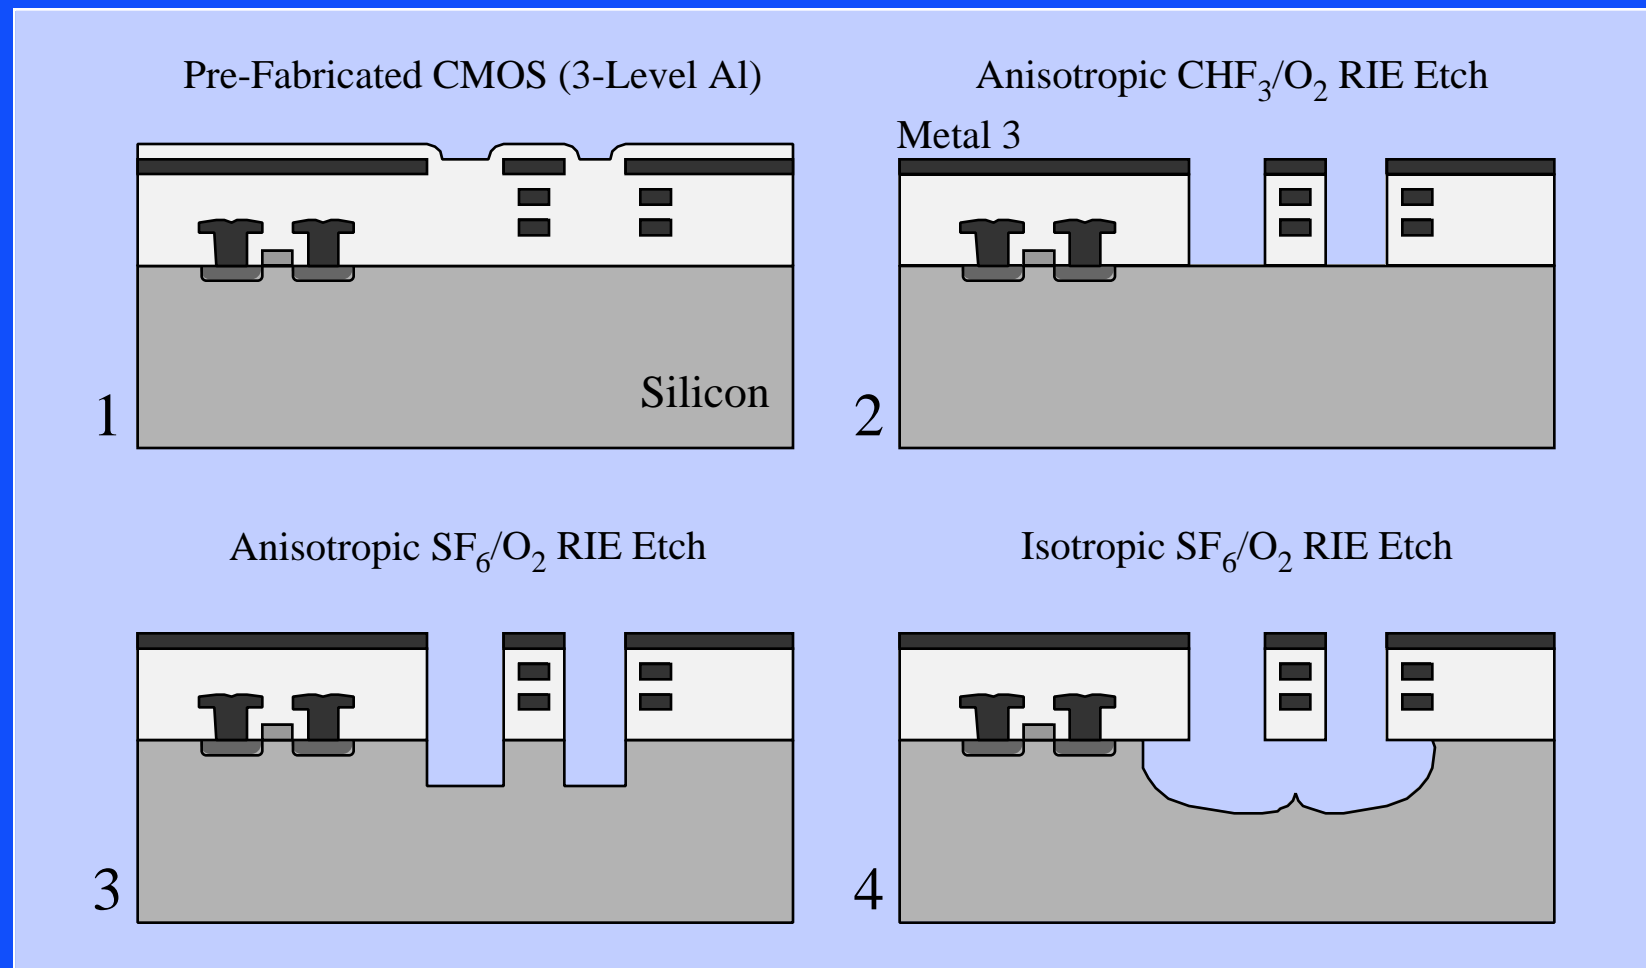 Pre-Fabricated CMOS (3-Level Al)
Anisotropic CHF₃/O₂ RIE Etch
Metal 3
Silicon
1
2
Anisotropic SF₆/O₂ RIE Etch
Isotropic SF₆/O₂ RIE Etch
3
4